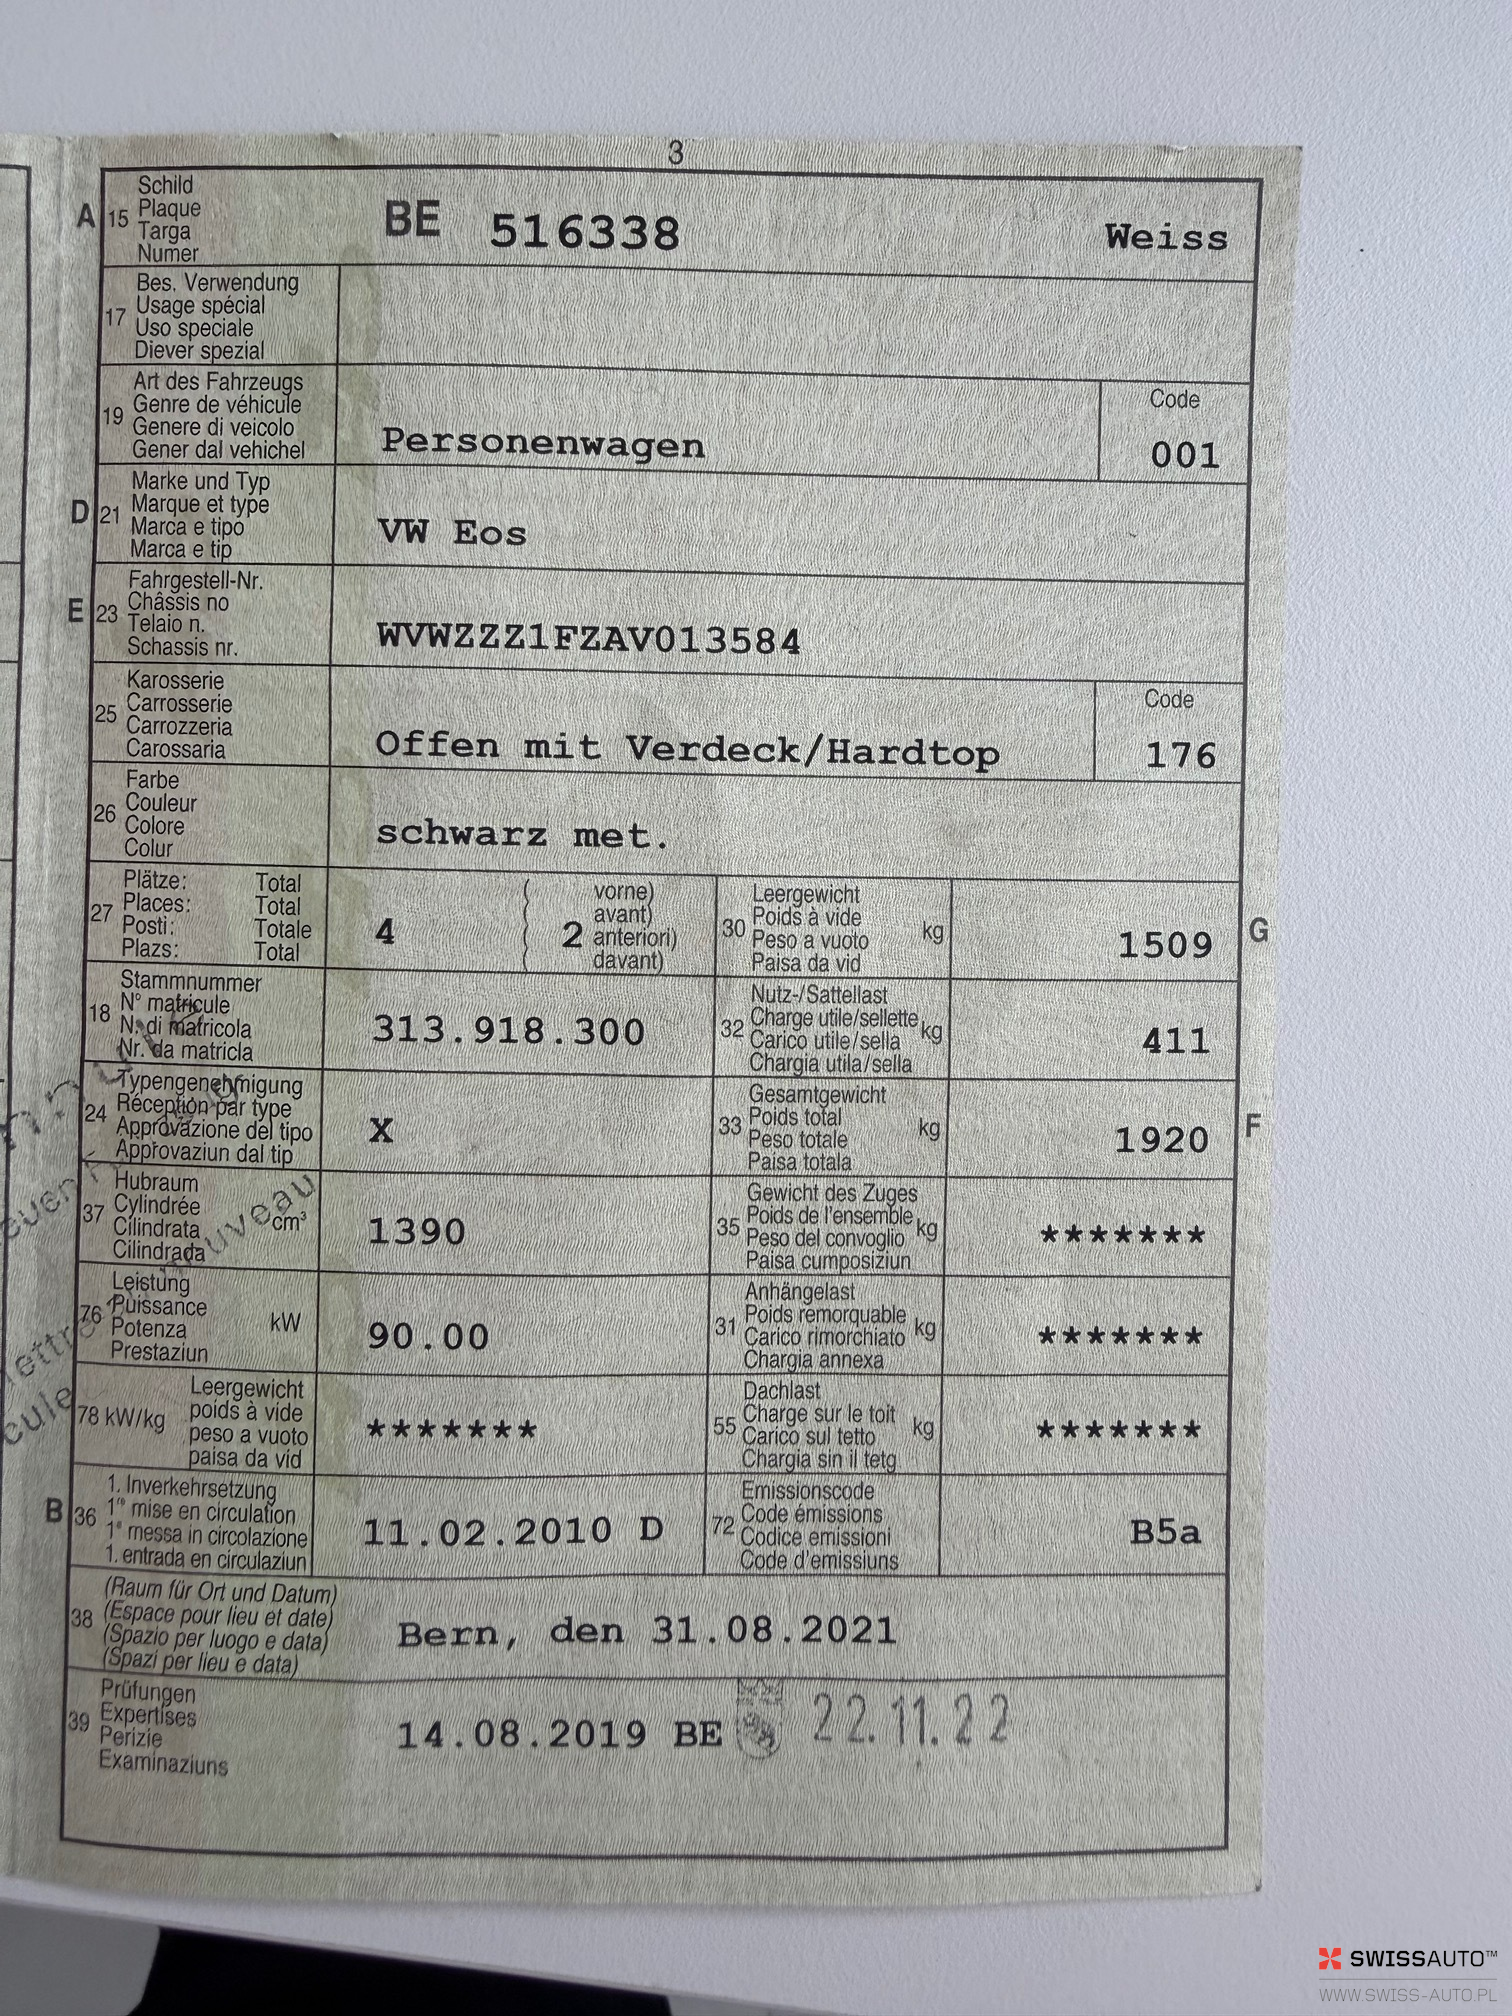 3
A 15 Schild
Plaque
Targa
Numer
BE 516338 Weiss
17 Bes. Verwendung
Usage spécial
Uso speciale
Diever spezial
19 Art des Fahrzeugs
Genre de véhicule
Genere di veicolo
Gener dal vehichel
Personenwagen
Code
001
D 21 Marke und Typ
Marque et type
Marca e tipo
Marca e tip
VW Eos
E 23 Fahrgestell-Nr.
Châssis no
Telaio n.
Schassis nr.
WVWZZZ1FZAV013584
25 Karosserie
Carrosserie
Carrozzeria
Carossaria
Offen mit Verdeck/Hardtop
Code
176
26 Farbe
Couleur
Colore
Colur
schwarz met.
27 Plätze: Total
Places: Total
Posti: Totale
Plazs: Total
4
( vorne)
( avant)
( 2 anteriori)
( davant)
30 Leergewicht
Poids à vide
Peso a vuoto
Paisa da vid
kg
1509
G
18 Stammnummer
N° matricule
N. di matricola
Nr. da matricla
313.918.300
32 Nutz-/Sattellast
Charge utile/sellette
Carico utile/sella
Chargia utila/sella
kg
411
24 Typengenehmigung
Réception par type
Approvazione del tipo
Approvaziun dal tip
X
33 Gesamtgewicht
Poids total
Peso totale
Paisa totala
kg
1920
F
37 Hubraum
Cylindrée
Cilindrata
Cilindrada
cm³
1390
35 Gewicht des Zuges
Poids de l'ensemble
Peso del convoglio
Paisa cumposiziun
kg
*******
76 Leistung
Puissance
Potenza
Prestaziun
kW
90.00
31 Anhängelast
Poids remorquable
Carico rimorchiato
Chargia annexa
kg
*******
78 kW/kg Leergewicht
poids à vide
peso a vuoto
paisa da vid
*******
55 Dachlast
Charge sur le toit
Carico sul tetto
Chargia sin il tetg
kg
*******
B 36 1. Inverkehrsetzung
1re mise en circulation
1a messa in circolazione
1. entrada en circulaziun
11.02.2010 D
72 Emissionscode
Code émissions
Codice emissioni
Code d'emissiuns
B5a
38 (Raum für Ort und Datum)
(Espace pour lieu et date)
(Spazio per luogo e data)
(Spazi per lieu e data)
Bern, den 31.08.2021
39 Prüfungen
Expertises
Perizie
Examinaziuns
14.08.2019 BE 22.11.22
SWISSAUTO™
WWW.SWISS-AUTO.PL